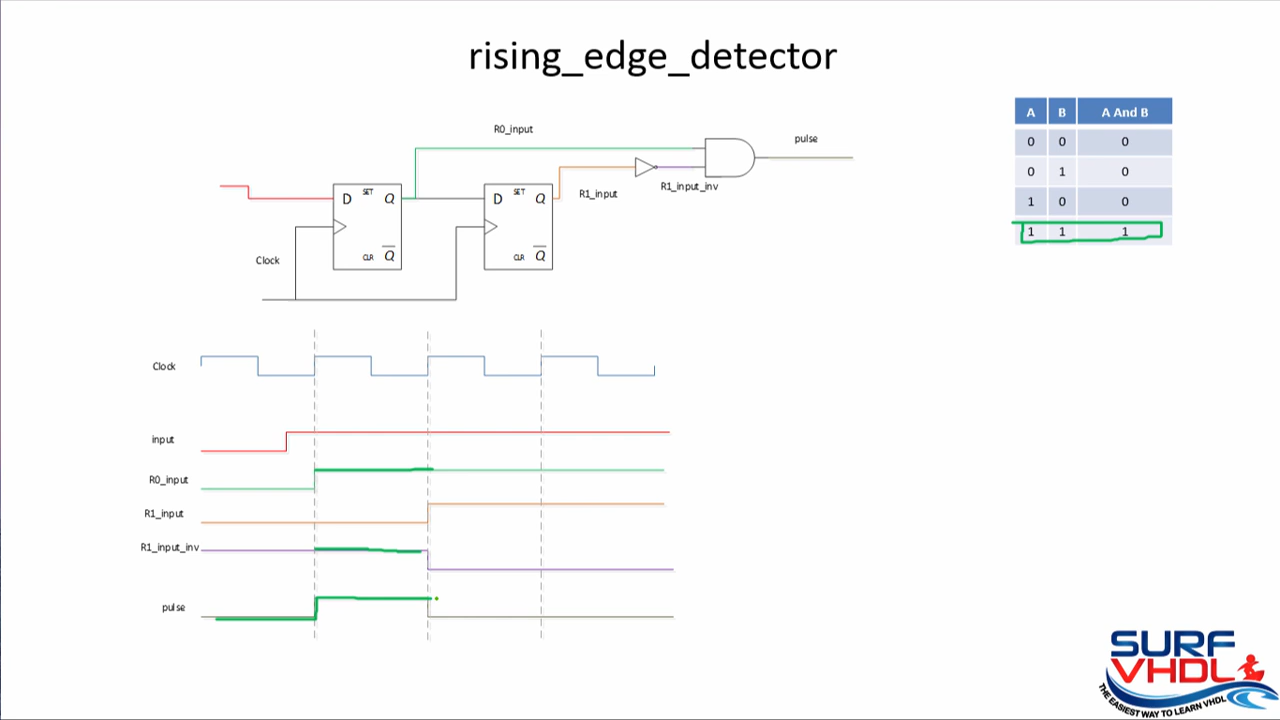 rising_edge_detector
R0_input
pulse
D SET Q
CLR Q
D SET Q
CLR Q
R1_input
R1_input_inv
Clock
A B A And B
0 0 0
0 1 0
1 0 0
1 1 1
Clock
input
R0_input
R1_input
R1_input_inv
pulse
SURF
VHDL
THE EASIEST WAY TO LEARN VHDL